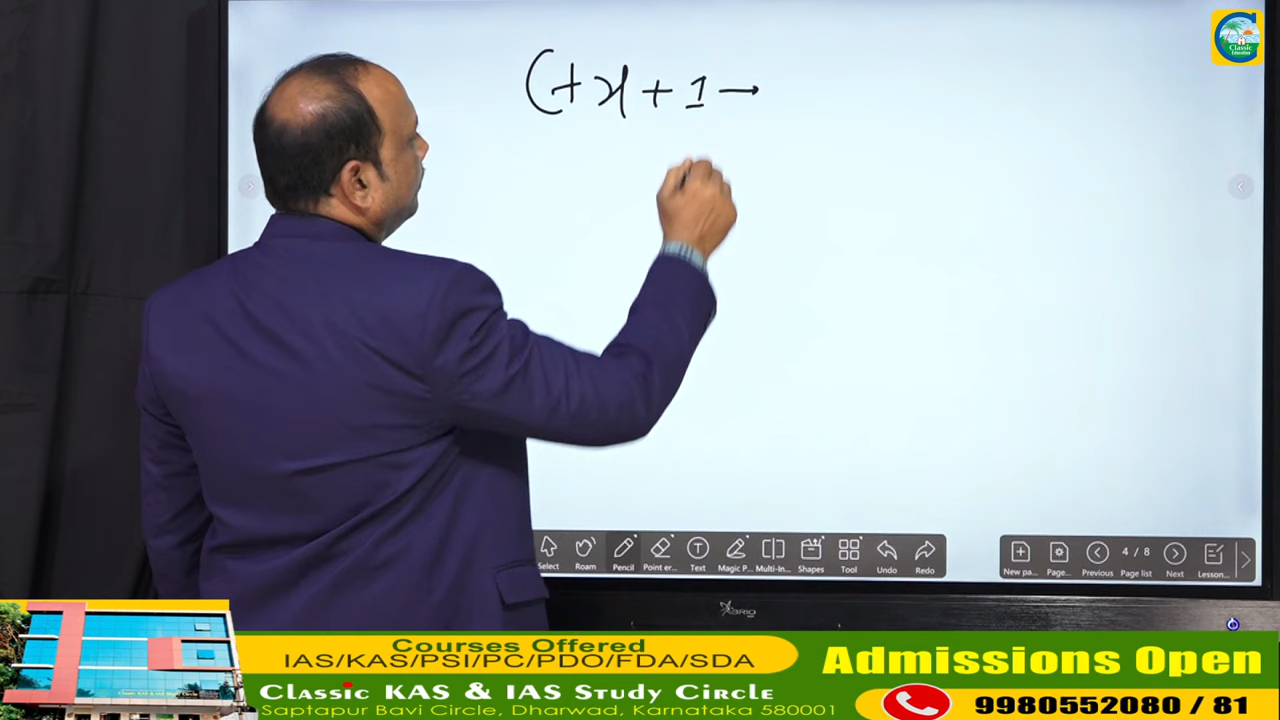 (+x+1→
Classic
Education
Select Roam Pencil Point er... Text Magic P... Multi-In... Shapes Tool Undo Redo
New pa... Page... Previous 4 / 8 Page list Next Lesson...
Courses Offered
IAS/KAS/PSI/PC/PDO/FDA/SDA
Classic KAS & IAS Study Circle
Saptapur Bavi Circle, Dharwad, Karnataka 580001
Admissions Open
9980552080 / 81